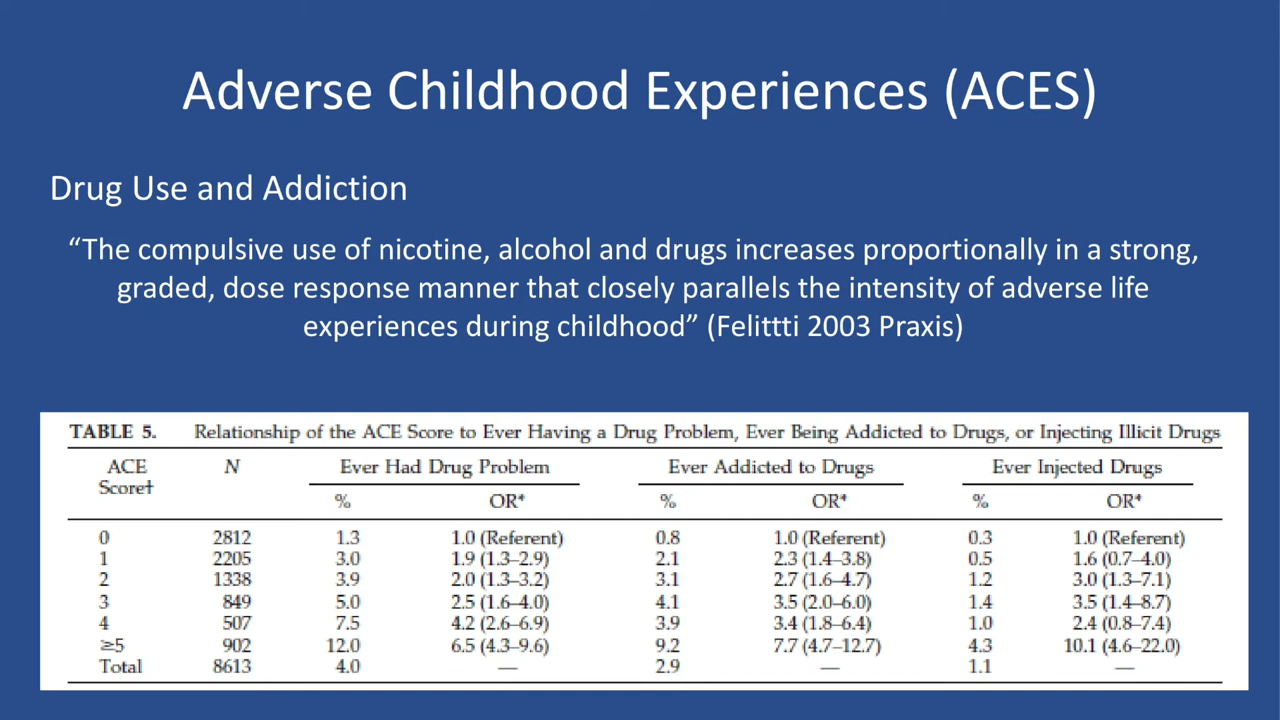 Adverse Childhood Experiences (ACES)
Drug Use and Addiction
“The compulsive use of nicotine, alcohol and drugs increases proportionally in a strong,
graded, dose response manner that closely parallels the intensity of adverse life
experiences during childhood” (Felittti 2003 Praxis)
TABLE 5. Relationship of the ACE Score to Ever Having a Drug Problem, Ever Being Addicted to Drugs, or Injecting Illicit Drugs
ACE N Ever Had Drug Problem Ever Addicted to Drugs Ever Injected Drugs
Score† % OR* % OR* % OR*
0 2812 1.3 1.0 (Referent) 0.8 1.0 (Referent) 0.3 1.0 (Referent)
1 2205 3.0 1.9 (1.3–2.9) 2.1 2.3 (1.4–3.8) 0.5 1.6 (0.7–4.0)
2 1338 3.9 2.0 (1.3–3.2) 3.1 2.7 (1.6–4.7) 1.2 3.0 (1.3–7.1)
3 849 5.0 2.5 (1.6–4.0) 4.1 3.5 (2.0–6.0) 1.4 3.5 (1.4–8.7)
4 507 7.5 4.2 (2.6–6.9) 3.9 3.4 (1.8–6.4) 1.0 2.4 (0.8–7.4)
≥5 902 12.0 6.5 (4.3–9.6) 9.2 7.7 (4.7–12.7) 4.3 10.1 (4.6–22.0)
Total 8613 4.0 — 2.9 — 1.1 —